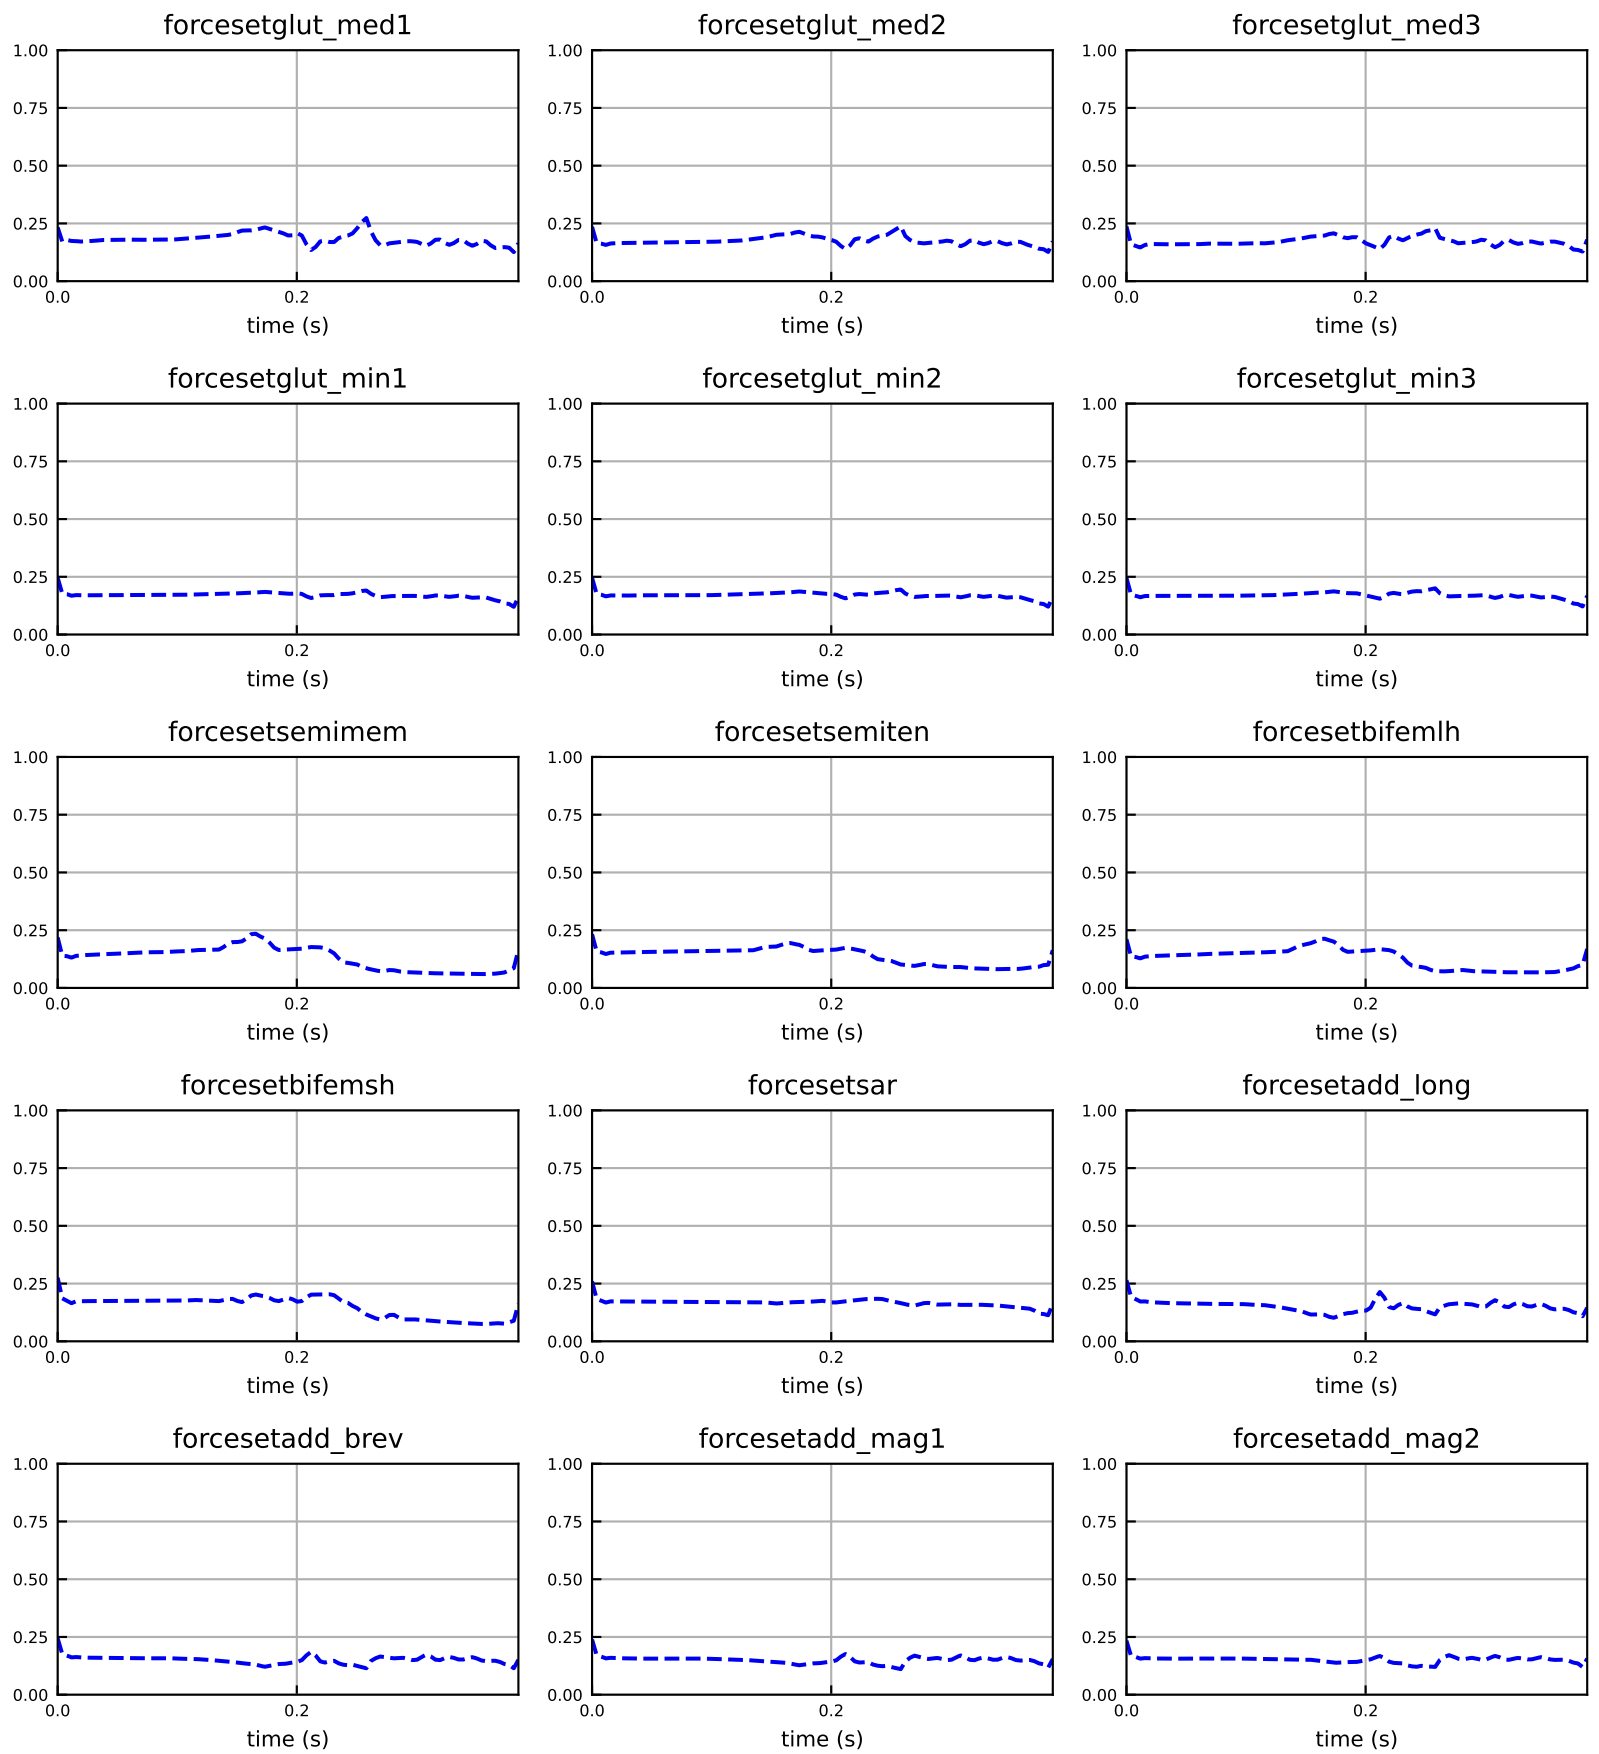 forcesetglut_med1 forcesetglut_med2 forcesetglut_med3
1.00 1.00 1.00
0.75 0.75 0.75
0.50 0.50 0.50
0.25 0.25 0.25
0.00 0.00 0.00
0.0 0.2 0.0 0.2 0.0 0.2
time (s) time (s) time (s)
forcesetglut_min1 forcesetglut_min2 forcesetglut_min3
1.00 1.00 1.00
0.75 0.75 0.75
0.50 0.50 0.50
0.25 0.25 0.25
0.00 0.00 0.00
0.0 0.2 0.0 0.2 0.0 0.2
time (s) time (s) time (s)
forcesetsemimem forcesetsemiten forcesetbifemlh
1.00 1.00 1.00
0.75 0.75 0.75
0.50 0.50 0.50
0.25 0.25 0.25
0.00 0.00 0.00
0.0 0.2 0.0 0.2 0.0 0.2
time (s) time (s) time (s)
forcesetbifemsh forcesetsar forcesetadd_long
1.00 1.00 1.00
0.75 0.75 0.75
0.50 0.50 0.50
0.25 0.25 0.25
0.00 0.00 0.00
0.0 0.2 0.0 0.2 0.0 0.2
time (s) time (s) time (s)
forcesetadd_brev forcesetadd_mag1 forcesetadd_mag2
1.00 1.00 1.00
0.75 0.75 0.75
0.50 0.50 0.50
0.25 0.25 0.25
0.00 0.00 0.00
0.0 0.2 0.0 0.2 0.0 0.2
time (s) time (s) time (s)